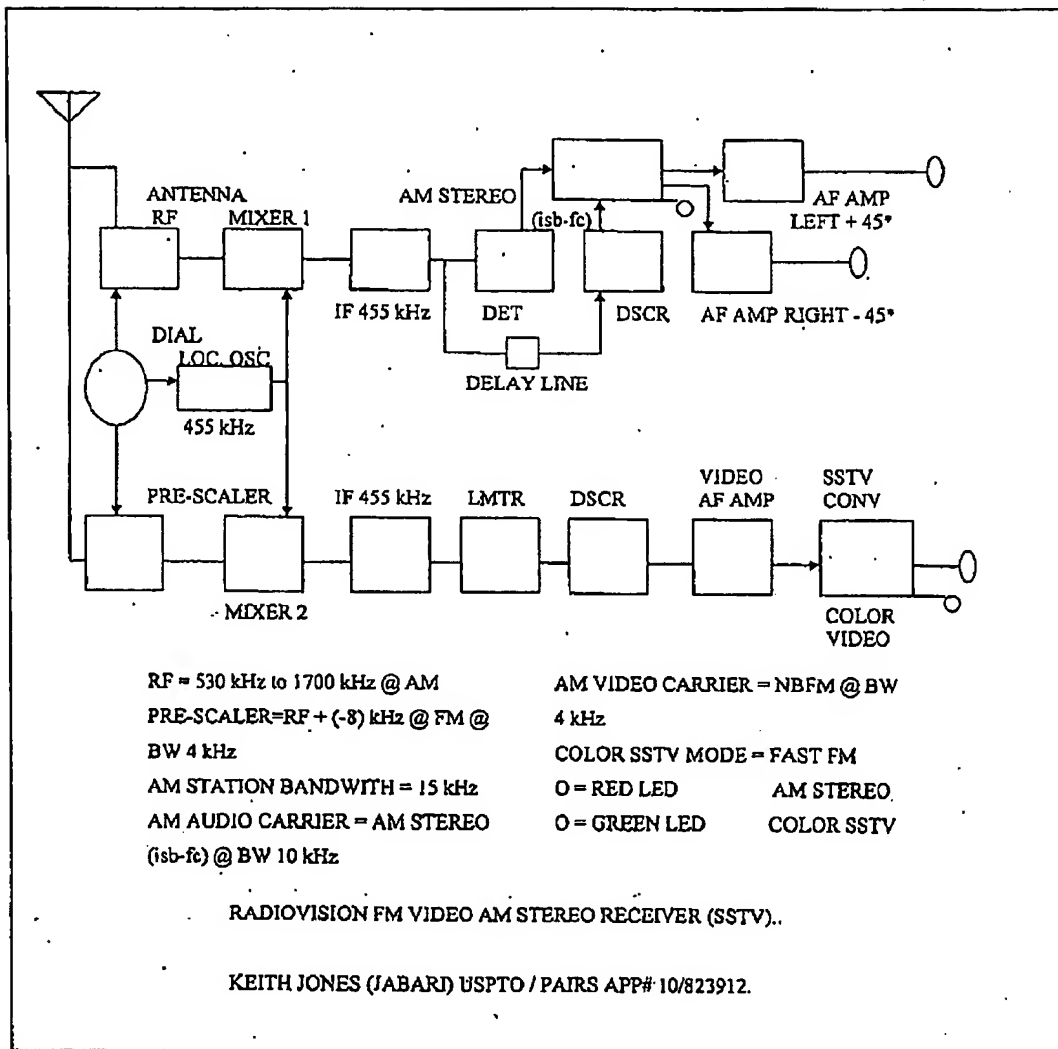 ANTENNA
RF
MIXER 1
AM STEREO
(isb-fc)
AF AMP
LEFT + 45°
IF 455 kHz
DET
DSCR
AF AMP RIGHT - 45°
DELAY LINE
DIAL
LOC. OSC
455 kHz
PRE-SCALER
IF 455 kHz
LMTR
DSCR
VIDEO
AF AMP
SSTV
CONV
MIXER 2
COLOR
VIDEO
RF = 530 kHz to 1700 kHz @ AM
PRE-SCALER=RF + (-8) kHz @ FM @
BW 4 kHz
AM STATION BANDWITH = 15 kHz
AM AUDIO CARRIER = AM STEREO
(isb-fc) @ BW 10 kHz
AM VIDEO CARRIER = NBFM @ BW
4 kHz
COLOR SSTV MODE = FAST FM
O = RED LED AM STEREO
O = GREEN LED COLOR SSTV
RADIOVISION FM VIDEO AM STEREO RECEIVER (SSTV)..
KEITH JONES (JABARI) USPTO / PAIRS APP# 10/823912.